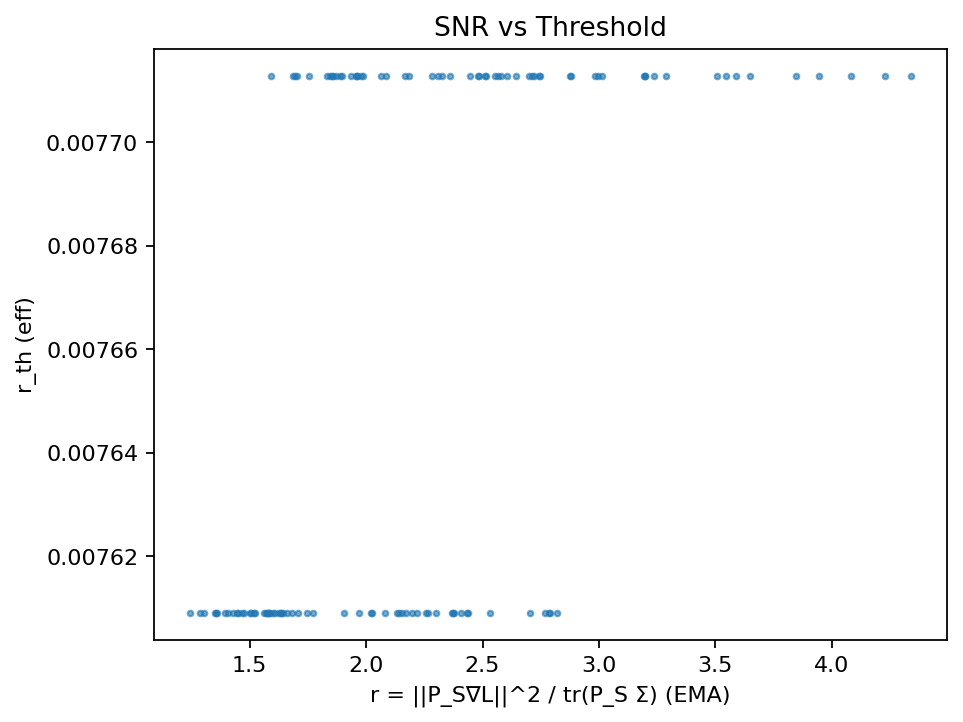 SNR vs Threshold
r_th (eff)
0.00770
0.00768
0.00766
0.00764
0.00762
1.5 2.0 2.5 3.0 3.5 4.0
r = ||P_S∇L||^2 / tr(P_S Σ) (EMA)